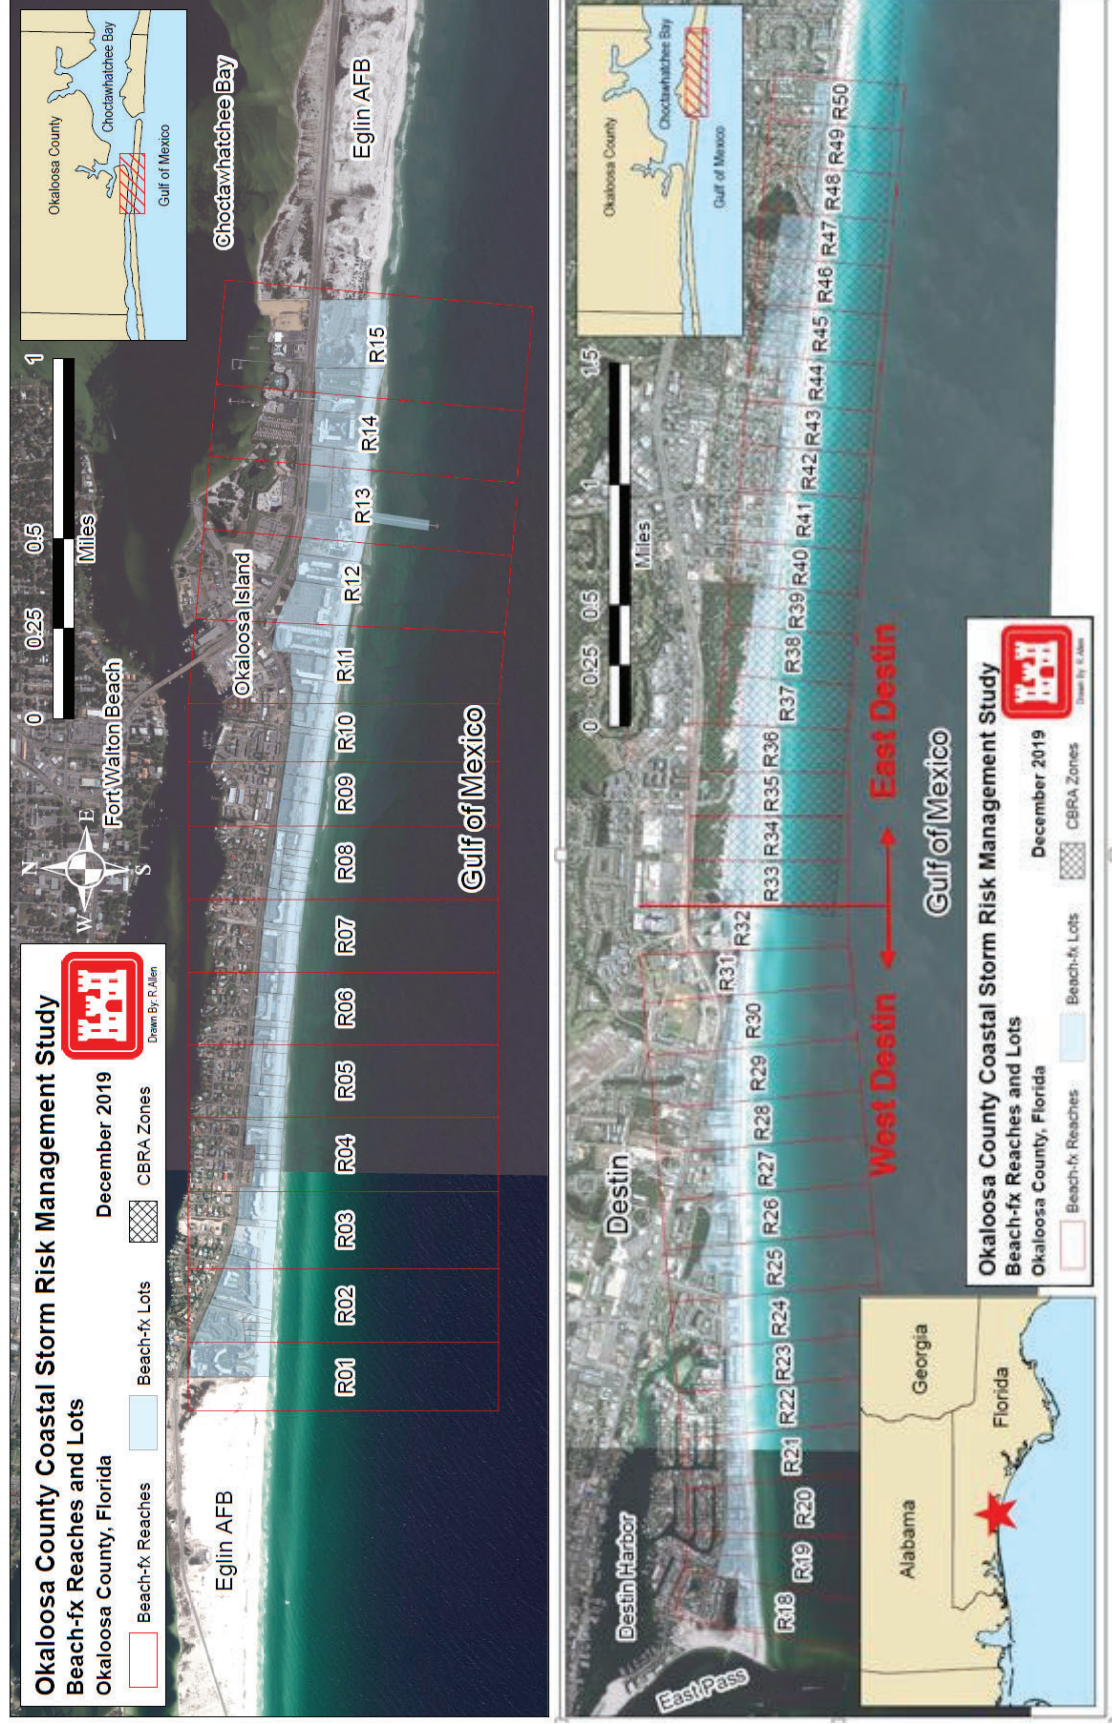 Okaloosa County Coastal Storm Risk Management Study
Beach-fx Reaches and Lots
Okaloosa County, Florida
December 2019
Drawn By: R.Allen
Beach-fx Reaches
Beach-fx Lots
CBRA Zones
N
W
E
S
0
0.25
0.5
1
Miles
Okaloosa County
Choctawhatchee Bay
Gulf of Mexico
Fort Walton Beach
Choctawhatchee Bay
Okaloosa Island
Eglin AFB
Eglin AFB
R01
R02
R03
R04
R05
R06
R07
R08
R09
R10
R11
R12
R13
R14
R15
Gulf of Mexico
Okaloosa County
Choctawhatchee Bay
Gulf of Mexico
0
0.25
0.5
1
1.5
Miles
Destin Harbor
Destin
East Pass
R18
R19
R20
R21
R22
R23
R24
R25
R26
R27
R28
R29
R30
R31
R32
R33
R34
R35
R36
R37
R38
R39
R40
R41
R42
R43
R44
R45
R46
R47
R48
R49
R50
West Destin
East Destin
Gulf of Mexico
Alabama
Georgia
Florida
Okaloosa County Coastal Storm Risk Management Study
Beach-fx Reaches and Lots
Okaloosa County, Florida
December 2019
Drawn By: R.Allen
Beach-fx Reaches
Beach-fx Lots
CBRA Zones